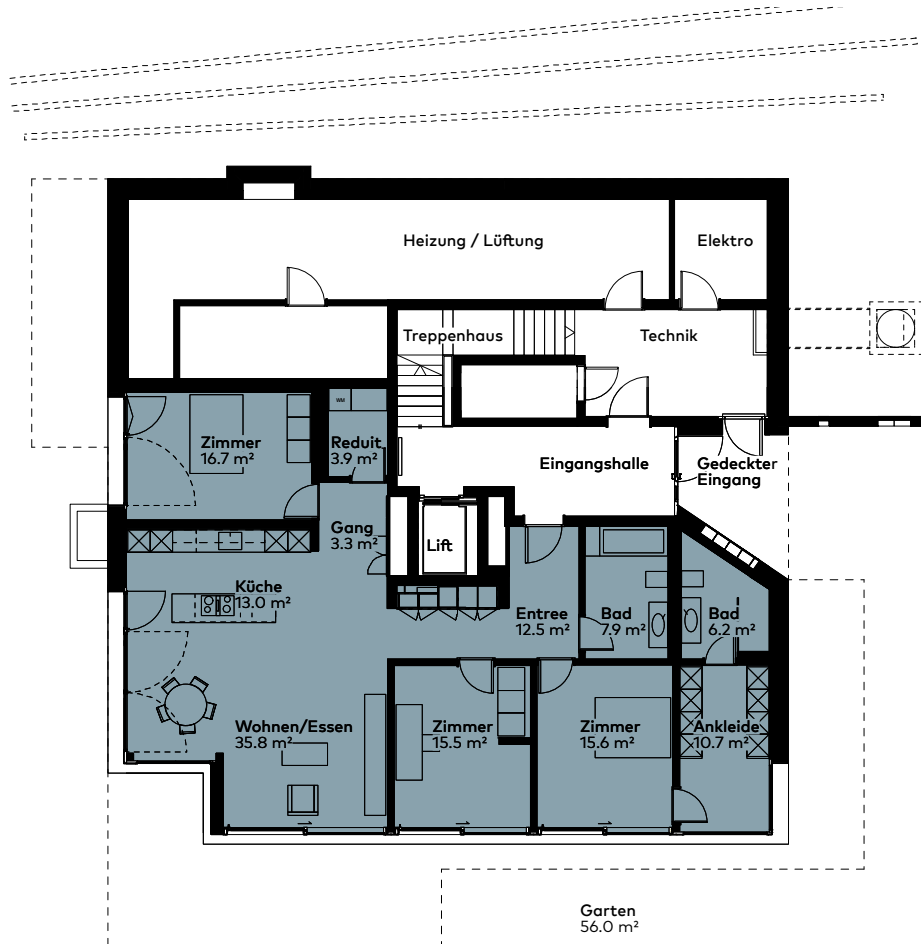 Heizung / Lüftung
Elektro
Treppenhaus
Technik
WM
Zimmer
16.7 m²
Reduit
3.9 m²
Eingangshalle
Gedeckter
Eingang
Gang
3.3 m²
Lift
Küche
13.0 m²
Entree
12.5 m²
Bad
7.9 m²
Bad
6.2 m²
Wohnen/Essen
35.8 m²
Zimmer
15.5 m²
Zimmer
15.6 m²
Ankleide
10.7 m²
Garten
56.0 m²